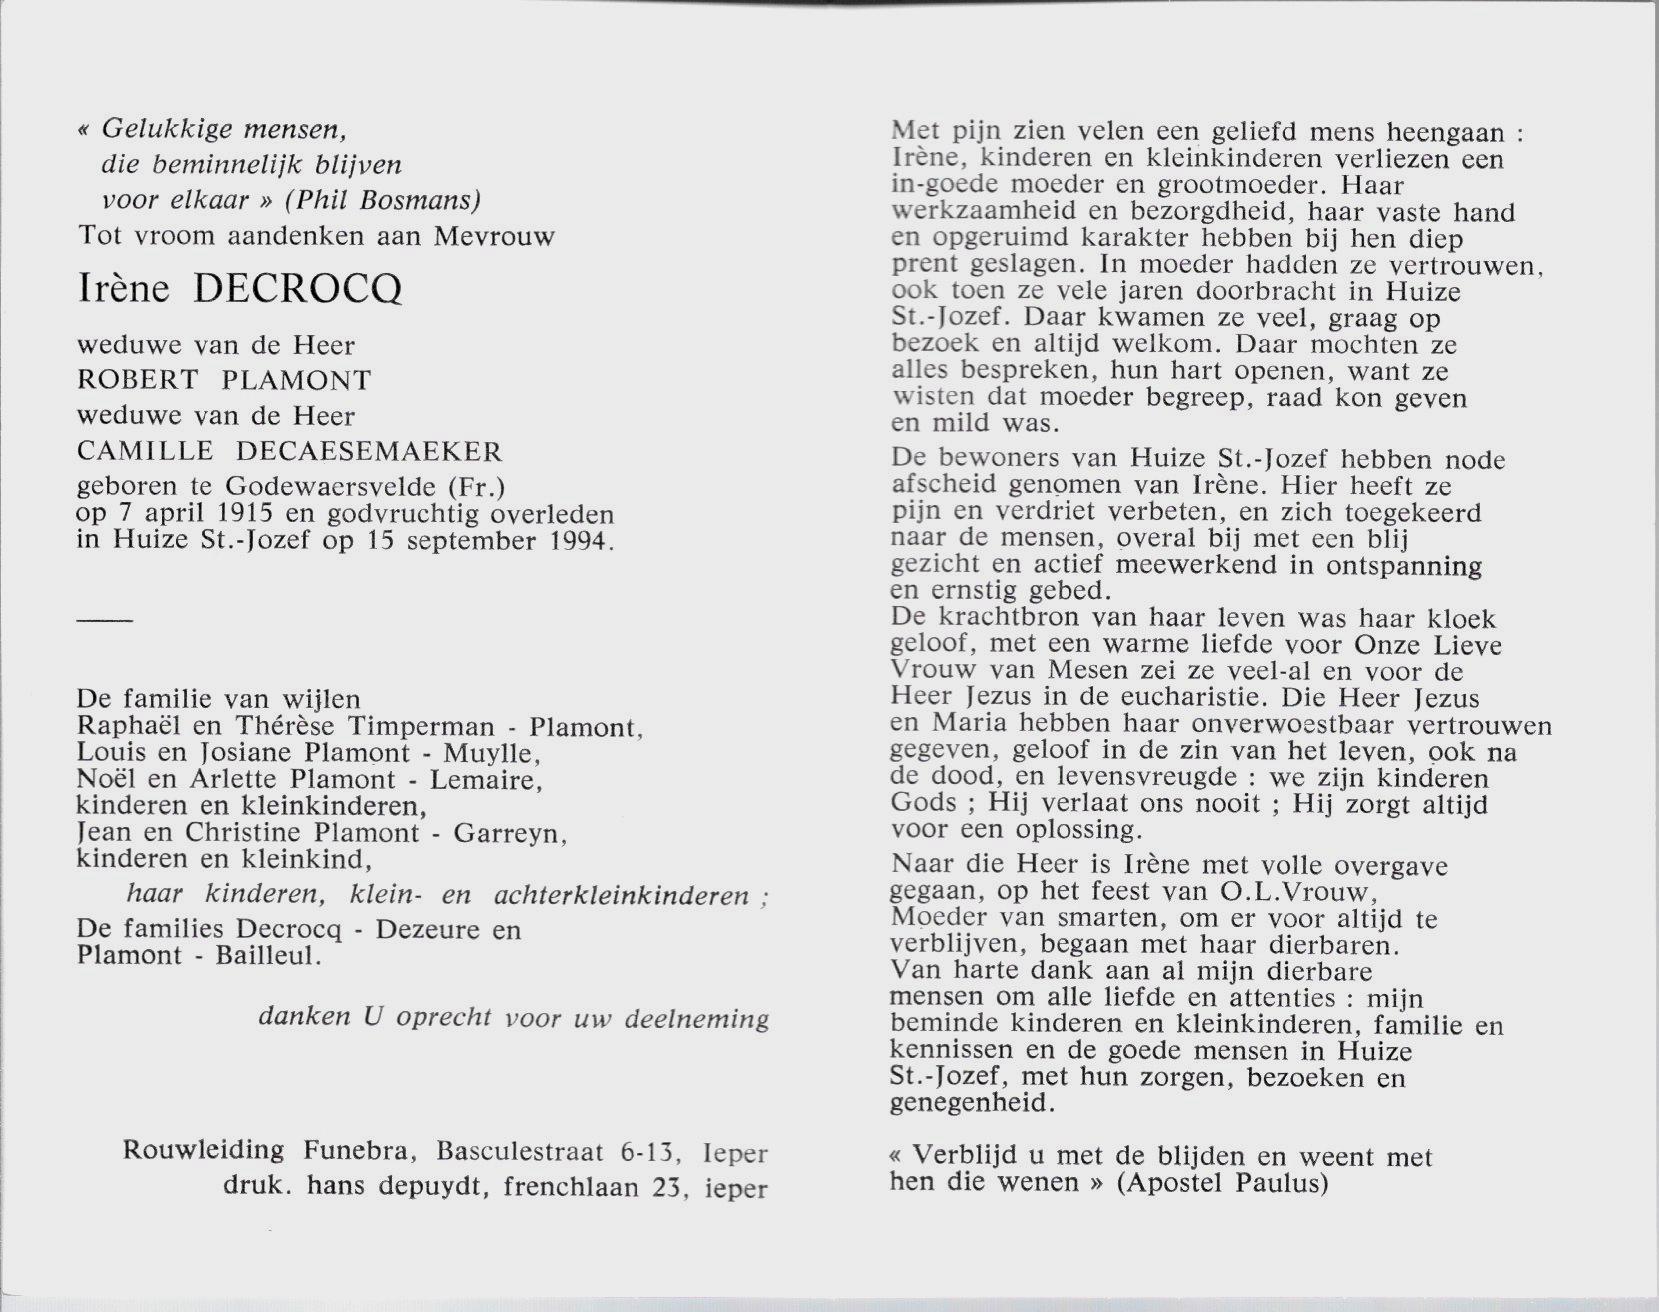 « Gelukkige mensen,
die beminnelijk blijven
voor elkaar » (Phil Bosmans)
Tot vroom aandenken aan Mevrouw
Irène DECROCQ
weduwe van de Heer
ROBERT PLAMONT
weduwe van de Heer
CAMILLE DECAESEMAEKER
geboren te Godewaersvelde (Fr.)
op 7 april 1915 en godvruchtig overleden
in Huize St.-Jozef op 15 september 1994.
De familie van wijlen
Raphaël en Thérèse Timperman - Plamont,
Louis en Josiane Plamont - Muylle,
Noël en Arlette Plamont - Lemaire,
kinderen en kleinkinderen,
Jean en Christine Plamont - Garreyn,
kinderen en kleinkind,
haar kinderen, klein- en achterkleinkinderen ;
De families Decrocq - Dezeure en
Plamont - Bailleul.
danken U oprecht voor uw deelneming
Rouwleiding Funebra, Basculestraat 6-13, Ieper
druk. hans depuydt, frenchlaan 23, ieper
Met pijn zien velen een geliefd mens heengaan :
Irène, kinderen en kleinkinderen verliezen een
in-goede moeder en grootmoeder. Haar
werkzaamheid en bezorgdheid, haar vaste hand
en opgeruimd karakter hebben bij hen diep
prent geslagen. In moeder hadden ze vertrouwen,
ook toen ze vele jaren doorbracht in Huize
St.-Jozef. Daar kwamen ze veel, graag op
bezoek en altijd welkom. Daar mochten ze
alles bespreken, hun hart openen, want ze
wisten dat moeder begreep, raad kon geven
en mild was.
De bewoners van Huize St.-Jozef hebben node
afscheid genomen van Irène. Hier heeft ze
pijn en verdriet verbeten, en zich toegekeerd
naar de mensen, overal bij met een blij
gezicht en actief meewerkend in ontspanning
en ernstig gebed.
De krachtbron van haar leven was haar kloek
geloof, met een warme liefde voor Onze Lieve
Vrouw van Mesen zei ze veel-al en voor de
Heer Jezus in de eucharistie. Die Heer Jezus
en Maria hebben haar onverwoestbaar vertrouwen
gegeven, geloof in de zin van het leven, ook na
de dood, en levensvreugde : we zijn kinderen
Gods ; Hij verlaat ons nooit ; Hij zorgt altijd
voor een oplossing.
Naar die Heer is Irène met volle overgave
gegaan, op het feest van O.L.Vrouw,
Moeder van smarten, om er voor altijd te
verblijven, begaan met haar dierbaren.
Van harte dank aan al mijn dierbare
mensen om alle liefde en attenties : mijn
beminde kinderen en kleinkinderen, familie en
kennissen en de goede mensen in Huize
St.-Jozef, met hun zorgen, bezoeken en
genegenheid.
« Verblijd u met de blijden en weent met
hen die wenen » (Apostel Paulus)